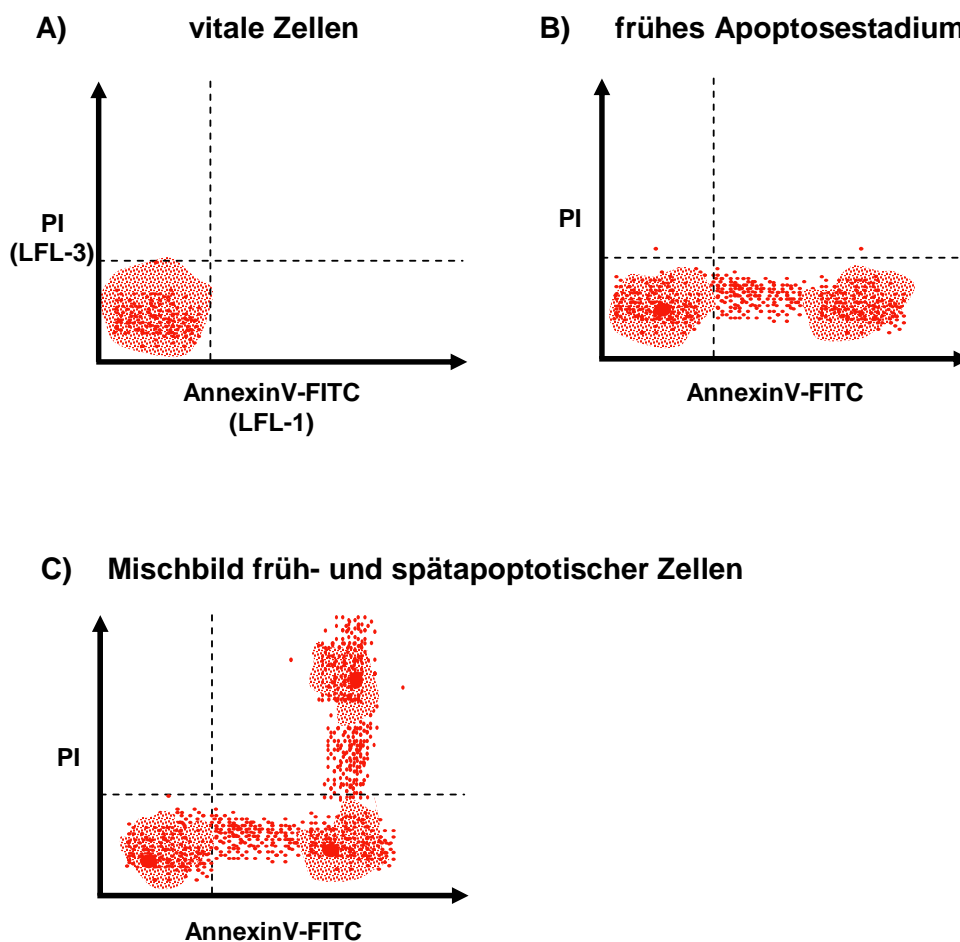 A) vitale Zellen
B) frühes Apoptosestadium
PI
(LFL-3)
AnnexinV-FITC
(LFL-1)
PI
AnnexinV-FITC
C) Mischbild früh- und spätapoptotischer Zellen
PI
AnnexinV-FITC